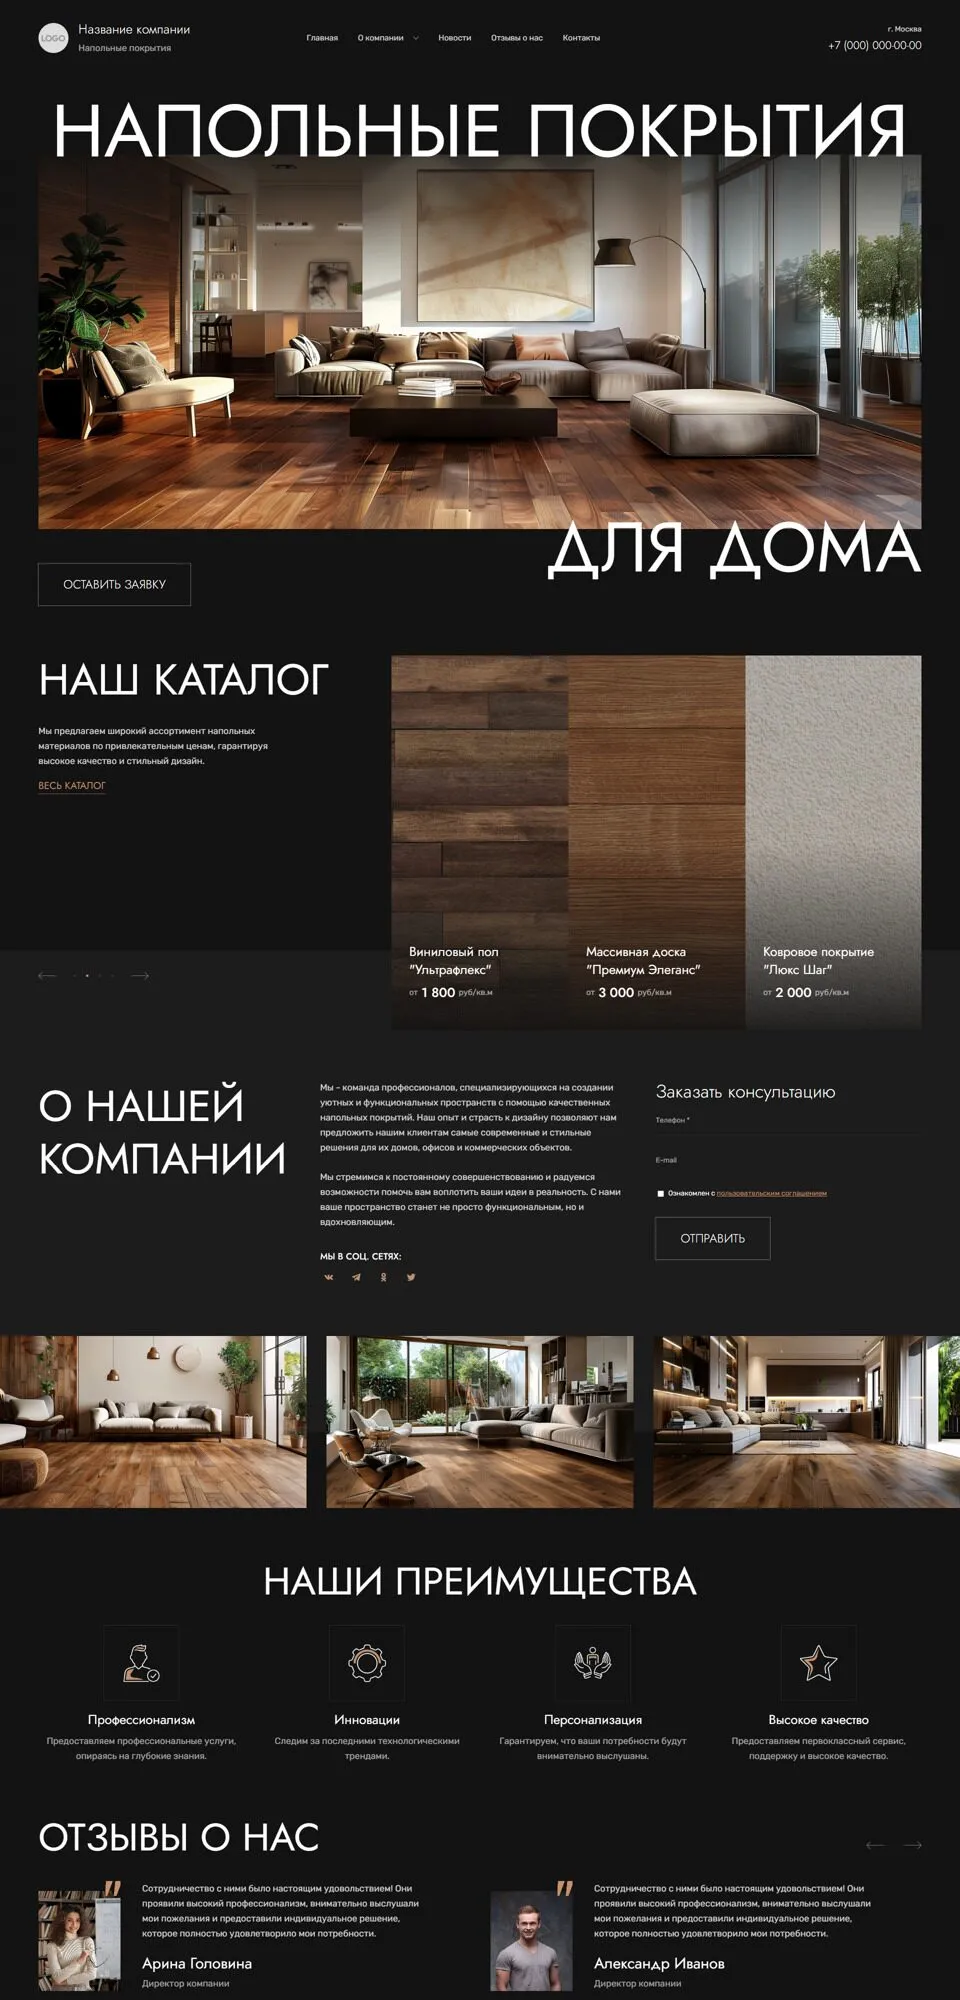 LOGO
Название компании
Напольные покрытия
Главная
О компании
Новости
Отзывы о нас
Контакты
г. Москва
+7 (000) 000-00-00
НАПОЛЬНЫЕ ПОКРЫТИЯ
ДЛЯ ДОМА
ОСТАВИТЬ ЗАЯВКУ
НАШ КАТАЛОГ
Мы предлагаем широкий ассортимент напольных
материалов по привлекательным ценам, гарантируя
высокое качество и стильный дизайн.
ВЕСЬ КАТАЛОГ
Виниловый пол
"Ультрафлекс"
от 1 800 руб/кв.м
Массивная доска
"Премиум Элеганс"
от 3 000 руб/кв.м
Ковровое покрытие
"Люкс Шаг"
от 2 000 руб/кв.м
О НАШЕЙ
КОМПАНИИ
Мы – команда профессионалов, специализирующихся на создании
уютных и функциональных пространств с помощью качественных
напольных покрытий. Наш опыт и страсть к дизайну позволяют нам
предложить нашим клиентам самые современные и стильные
решения для их домов, офисов и коммерческих объектов.
Мы стремимся к постоянному совершенствованию и радуемся
возможности помочь вам воплотить ваши идеи в реальность. С нами
ваше пространство станет не просто функциональным, но и
вдохновляющим.
МЫ В СОЦ. СЕТЯХ:
Заказать консультацию
Телефон *
E-mail
Ознакомлен с пользовательским соглашением
ОТПРАВИТЬ
НАШИ ПРЕИМУЩЕСТВА
Профессионализм
Предоставляем профессиональные услуги,
опираясь на глубокие знания.
Инновации
Следим за последними технологическими
трендами.
Персонализация
Гарантируем, что ваши потребности будут
внимательно выслушаны.
Высокое качество
Предоставляем первоклассный сервис,
поддержку и высокое качество.
ОТЗЫВЫ О НАС
Сотрудничество с ними было настоящим удовольствием! Они
проявили высокий профессионализм, внимательно выслушали
мои пожелания и предоставили индивидуальное решение,
которое полностью удовлетворило мои потребности.
Арина Головина
Директор компании
Сотрудничество с ними было настоящим удовольствием! Они
проявили высокий профессионализм, внимательно выслушали
мои пожелания и предоставили индивидуальное решение,
которое полностью удовлетворило мои потребности.
Александр Иванов
Директор компании